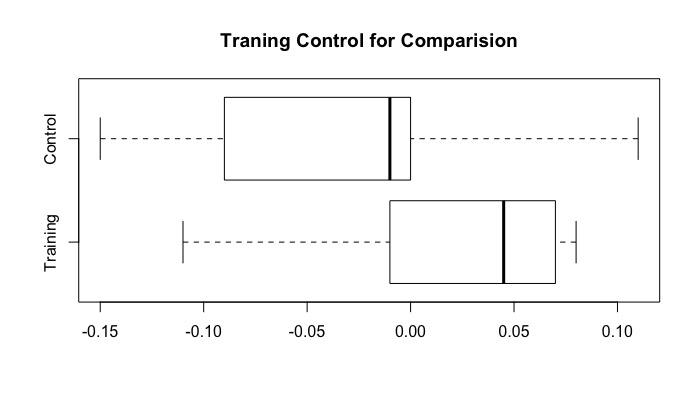 Traning Control for Comparision
Control
Training
-0.15 -0.10 -0.05 0.00 0.05 0.10